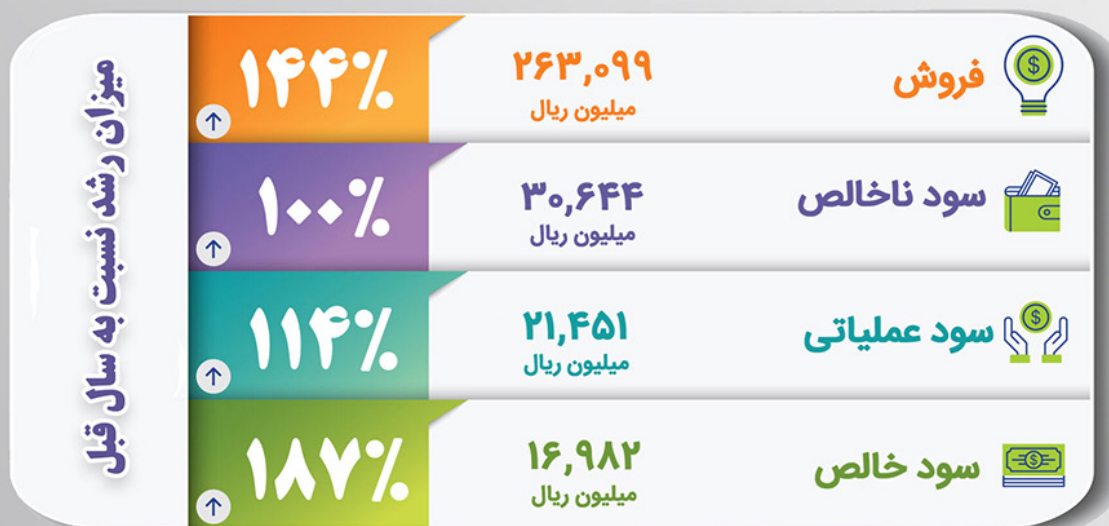 فروش
۲۶۳,۰۹۹
میلیون ریال
۱۴۴%
سود ناخالص
۳۰,۶۴۴
میلیون ریال
۱۰۰%
سود عملیاتی
۲۱,۴۵۱
میلیون ریال
۱۱۴%
سود خالص
۱۶,۹۸۲
میلیون ریال
۱۸۷%
میزان رشد نسبت به سال قبل